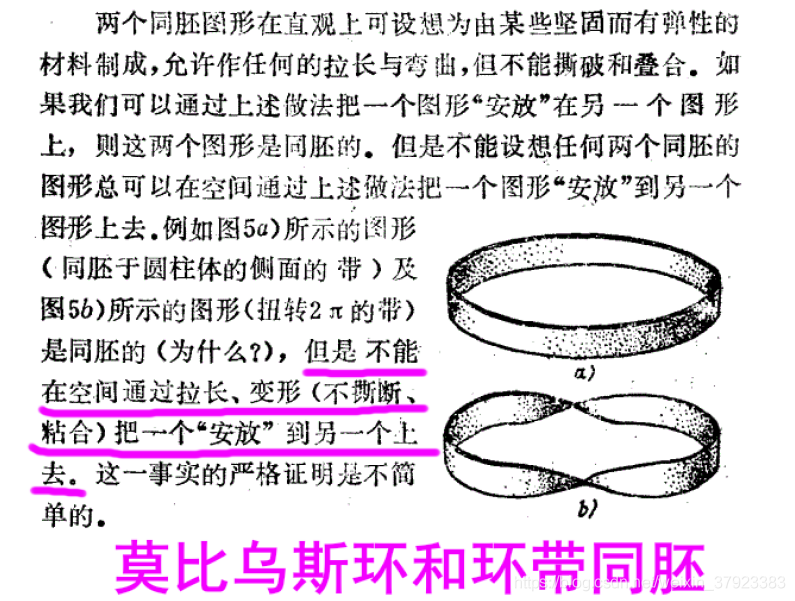 两个同胚图形在直观上可设想为由某些坚固而有弹性的
材料制成,允许作任何的拉长与弯曲,但不能撕破和叠合。如
果我们可以通过上述做法把一个图形“安放”在另一个图形
上，则这两个图形是同胚的。但是不能设想任何两个同胚的
图形总可以在空间通过上述做法把一个图形“安放”到另一个
图形上去.例如图5a)所示的图形
(同胚于圆柱体的侧面的带)及
图5b)所示的图形(扭转2π的带)
是同胚的(为什么?)，但是不能
在空间通过拉长、变形(不撕断、
粘合)把一个“安放”到另一个上
去。这一事实的严格证明是不简
单的。
a)
b)
莫比乌斯环和环带同胚
https://blog.csdn.net/weixin_37923383